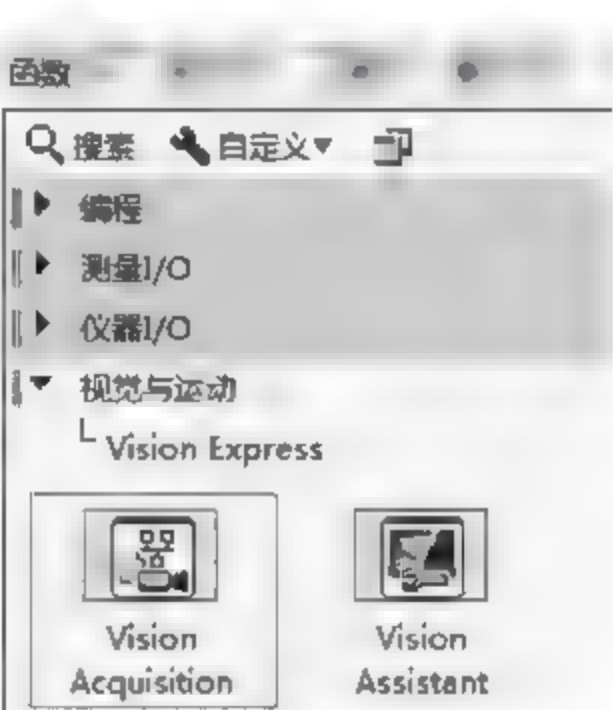 函数
搜索 自定义
编程
测量I/O
仪器I/O
视觉与运动
Vision Express
Vision Acquisition
Vision Assistant